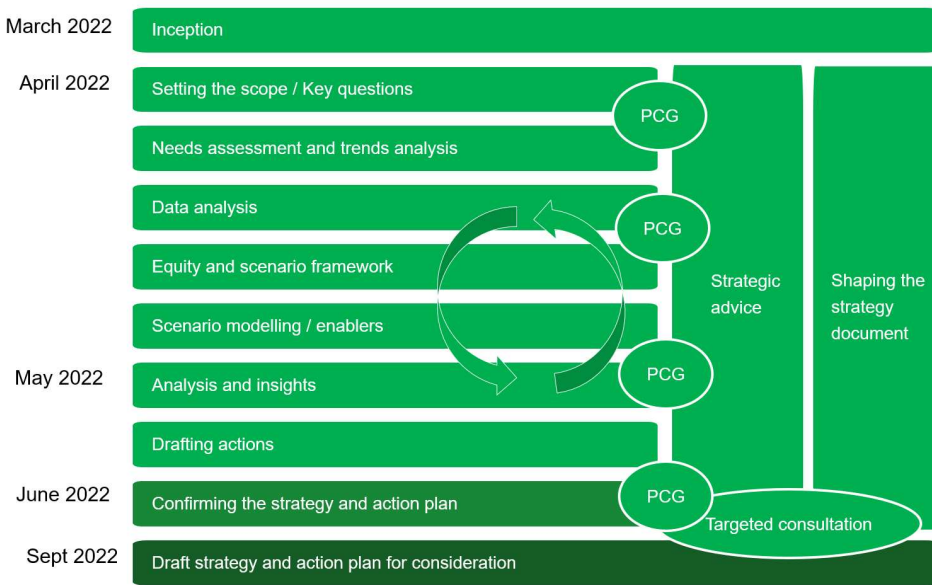 March 2022
Inception
April 2022
Setting the scope / Key questions
PCG
Needs assessment and trends analysis
Data analysis
PCG
Equity and scenario framework
Strategic
advice
Shaping the
strategy
document
Scenario modelling / enablers
May 2022
Analysis and insights
PCG
Drafting actions
June 2022
Confirming the strategy and action plan
PCG
Targeted consultation
Sept 2022
Draft strategy and action plan for consideration